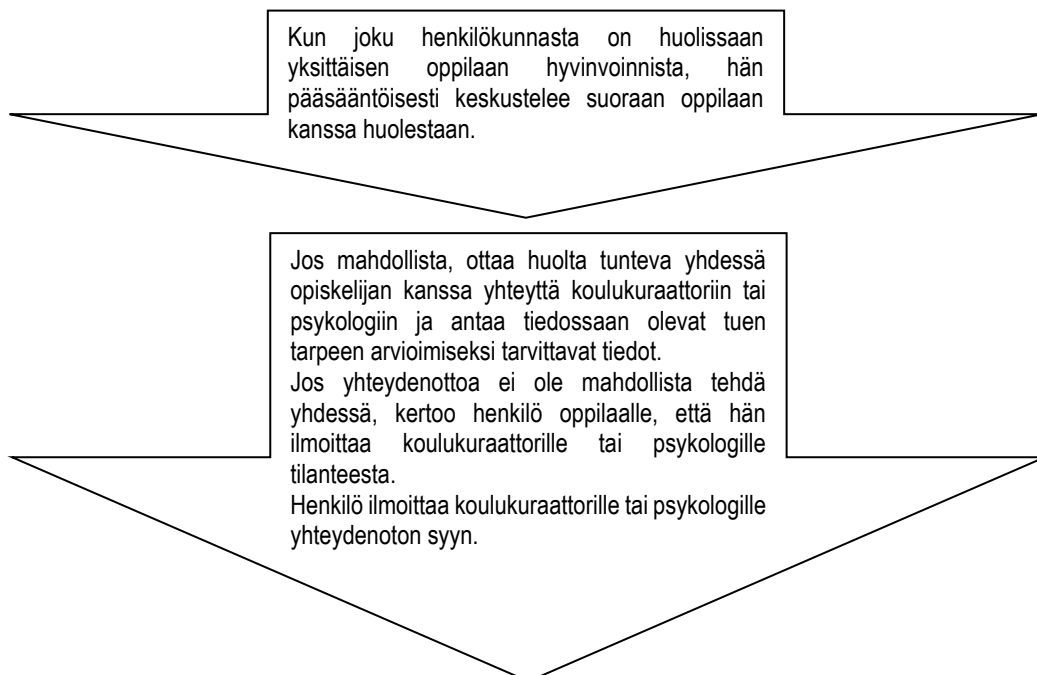 Kun joku henkilökunnasta on huolissaan
yksittäisen oppilaan hyvinvoinnista, hän
pääsääntöisesti keskustelee suoraan oppilaan
kanssa huolestaan.
Jos mahdollista, ottaa huolta tunteva yhdessä
opiskelijan kanssa yhteyttä koulukuraattoriin tai
psykologiin ja antaa tiedossaan olevat tuen
tarpeen arvioimiseksi tarvittavat tiedot.
Jos yhteydenottoa ei ole mahdollista tehdä
yhdessä, kertoo henkilö oppilaalle, että hän
ilmoittaa koulukuraattorille tai psykologille
tilanteesta.
Henkilö ilmoittaa koulukuraattorille tai psykologille
yhteydenoton syyn.